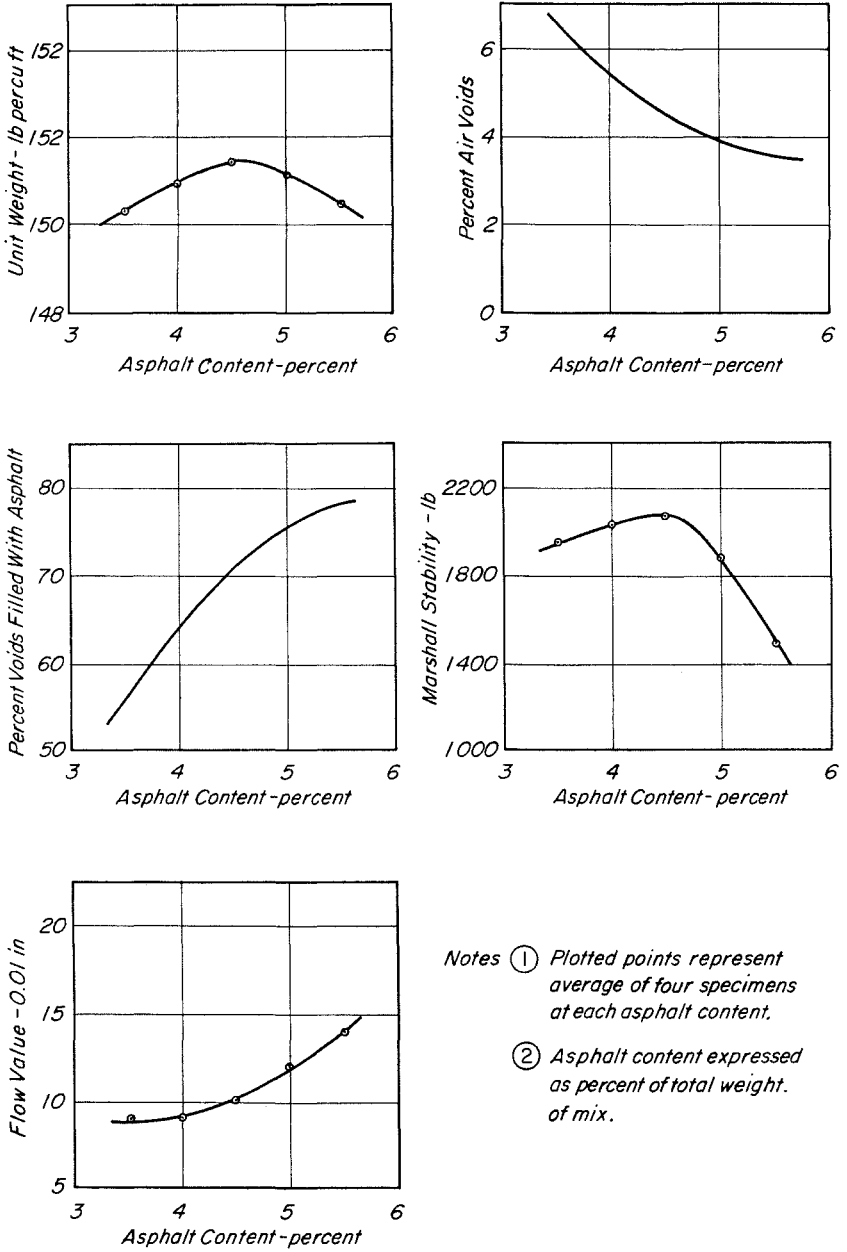 Unit Weight - lb per cu ft
152
152
150
148
3 4 5 6
Asphalt Content-percent
Percent Air Voids
6
4
2
0
3 4 5 6
Asphalt Content-percent
Percent Voids Filled With Asphalt
80
70
60
50
3 4 5 6
Asphalt Content-percent
Marshall Stability - lb
2200
1800
1400
1000
3 4 5 6
Asphalt Content-percent
Flow Value - 0.01 in
20
15
10
5
3 4 5 6
Asphalt Content-percent
Notes 1 Plotted points represent
average of four specimens
at each asphalt content.
2 Asphalt content expressed
as percent of total weight.
of mix.